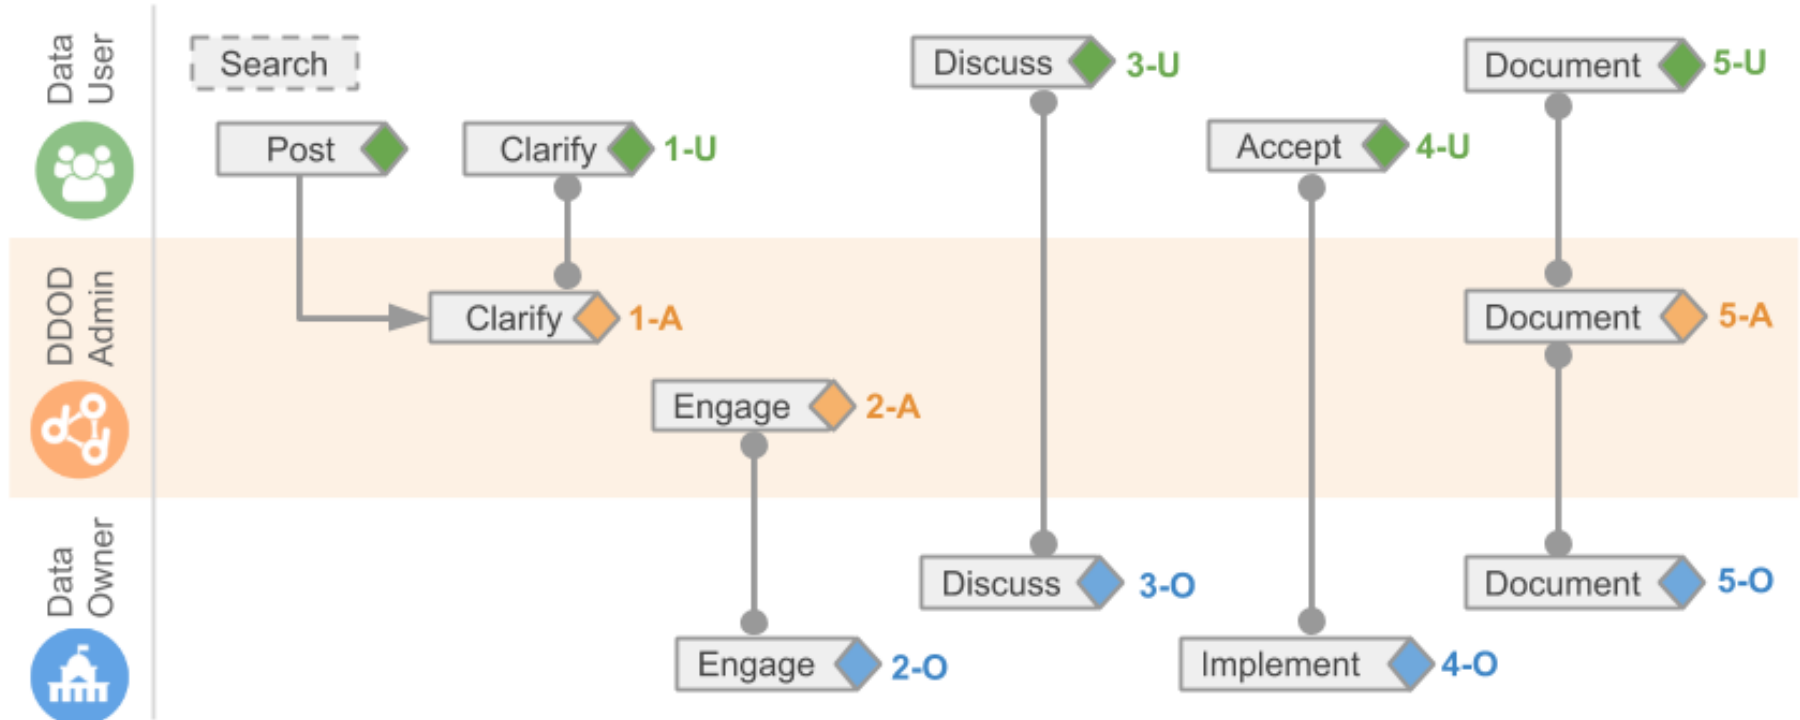 Data
User
Search
Post
Clarify
1-U
Discuss
3-U
Accept
4-U
Document
5-U
DDOD
Admin
Clarify
1-A
Engage
2-A
Document
5-A
Data
Owner
Engage
2-O
Discuss
3-O
Implement
4-O
Document
5-O